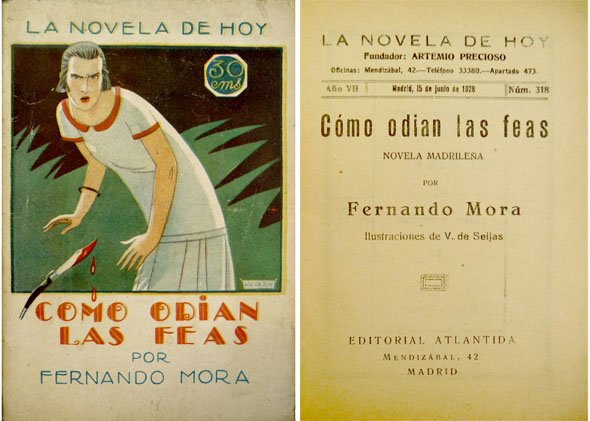 LA NOVELA DE HOY
30
cms
COMO ODIAN
LAS FEAS
POR
FERNANDO MORA
LA NOVELA DE HOY
Fundador: ARTEMIO PRECIOSO
Oficinas: Mendizábal, 42.—Teléfono 33380.—Apartado 473.
Año VII Madrid, 15 de junio de 1928 Núm. 318
Cómo odian las feas
NOVELA MADRILEÑA
POR
Fernando Mora
Ilustraciones de V. de Seijas
EDITORIAL ATLANTIDA
MENDIZÁBAL, 42
MADRID